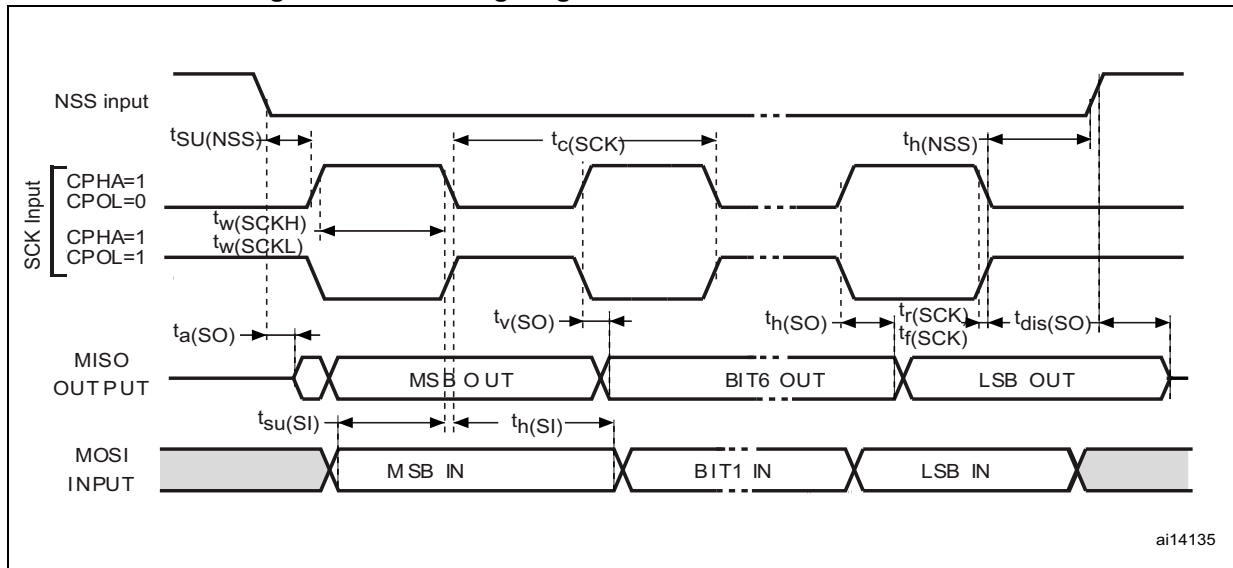 NSS input
tSU(NSS)
tc(SCK)
th(NSS)
SCK Input
CPHA=1
CPOL=0
CPHA=1
CPOL=1
tw(SCKH)
tw(SCKL)
ta(SO)
tv(SO)
th(SO)
tr(SCK)
tf(SCK)
tdis(SO)
MISO
OUTPUT
MSB OUT
BIT6 OUT
LSB OUT
tsu(SI)
th(SI)
MOSI
INPUT
MSB IN
BIT1 IN
LSB IN
ai14135